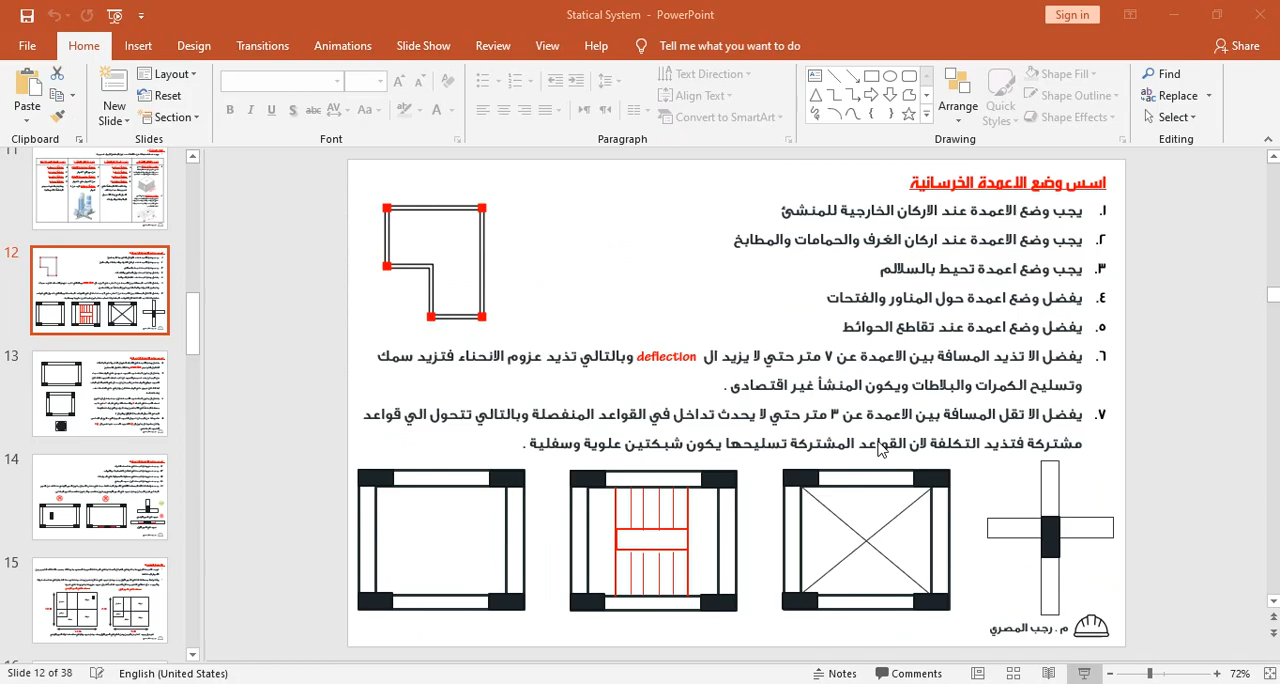 Statical System - PowerPoint
Sign in
File Home Insert Design Transitions Animations Slide Show Review View Help Tell me what you want to do Share
Paste
New Slide
Layout
Reset
Section
Text Direction
Align Text
Convert to SmartArt
Arrange
Quick Styles
Shape Fill
Shape Outline
Shape Effects
Find
Replace
Select
Clipboard Slides Font Paragraph Drawing Editing
11
12
13
14
15
اسس وضع الاعمدة الخرسانية
١. يجب وضع الاعمدة عند الاركان الخارجية للمنشئ
٢. يجب وضع الاعمدة عند اركان الغرف والحمامات والمطابخ
٣. يجب وضع اعمدة تحيط بالسلالم
٤. يفضل وضع اعمدة حول المناور والفتحات
٥. يفضل وضع اعمدة عند تقاطع الحوائط
٦. يفضل الا تذيد المسافة بين الاعمدة عن ٧ متر حتي لا يزيد ال deflection وبالتالي تذيد عزوم الانحناء فتزيد سمك
وتسليح الكمرات والبلاطات ويكون المنشأ غير اقتصادى .
٧. يفضل الا تقل المسافة بين الاعمدة عن ٣ متر حتي لا يحدث تداخل في القواعد المنفصلة وبالتالي تتحول الي قواعد
مشتركة فتذيد التكلفة لان القواعد المشتركة تسليحها يكون شبكتين علوية وسفلية .
م . رجب المصري
Slide 12 of 38 English (United States) Notes Comments 72%